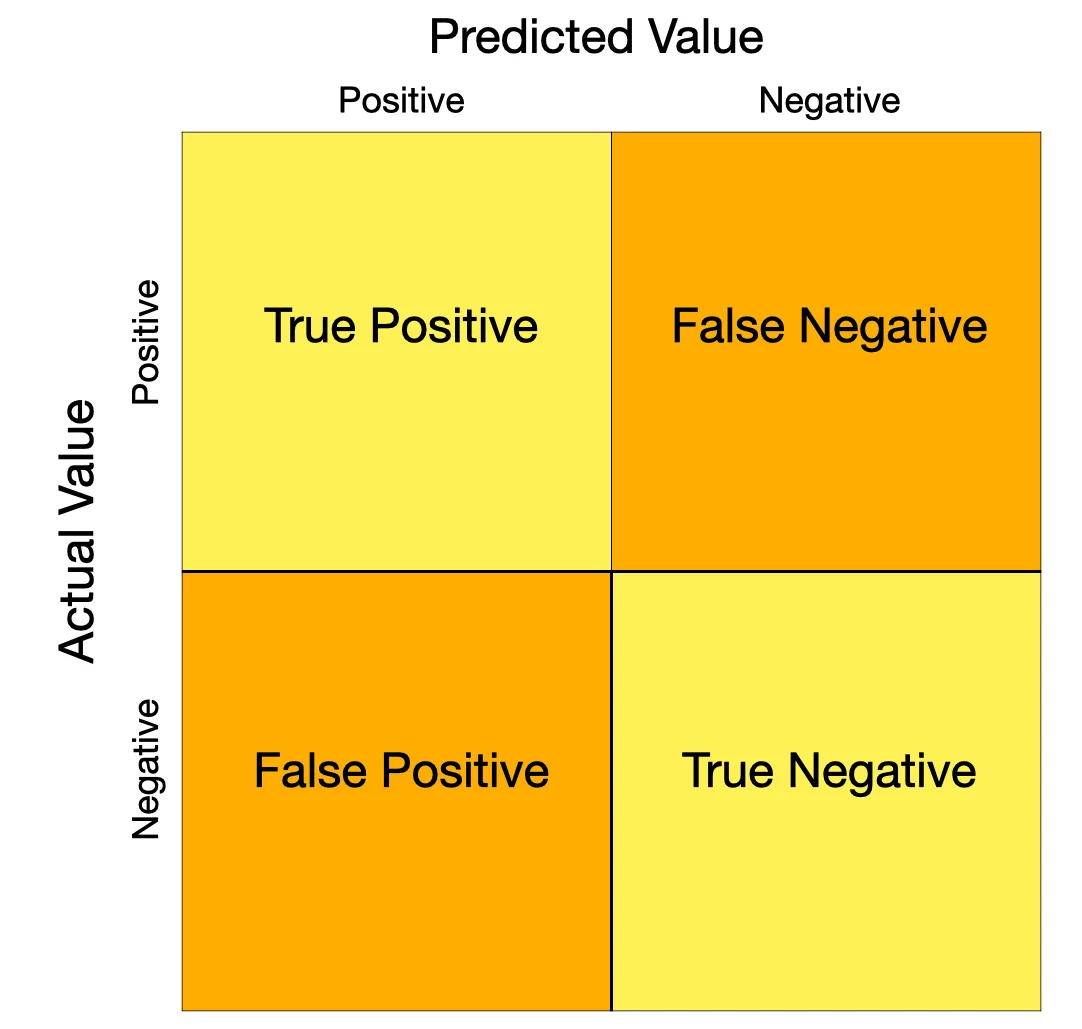 Predicted Value
Positive
Negative
Actual Value
Positive
True Positive
False Negative
Negative
False Positive
True Negative